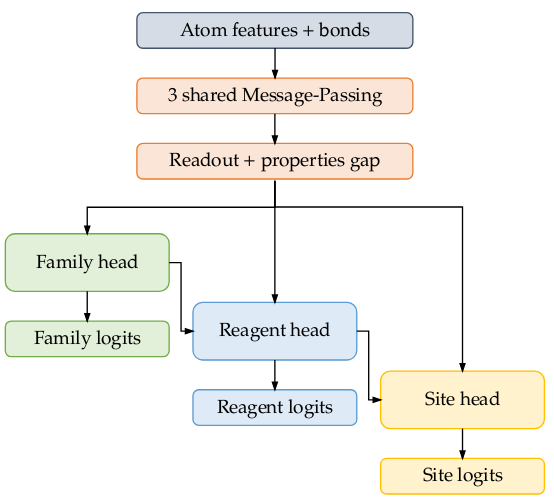 Atom features + bonds
3 shared Message-Passing
Readout + properties gap
Family head
Family logits
Reagent head
Reagent logits
Site head
Site logits